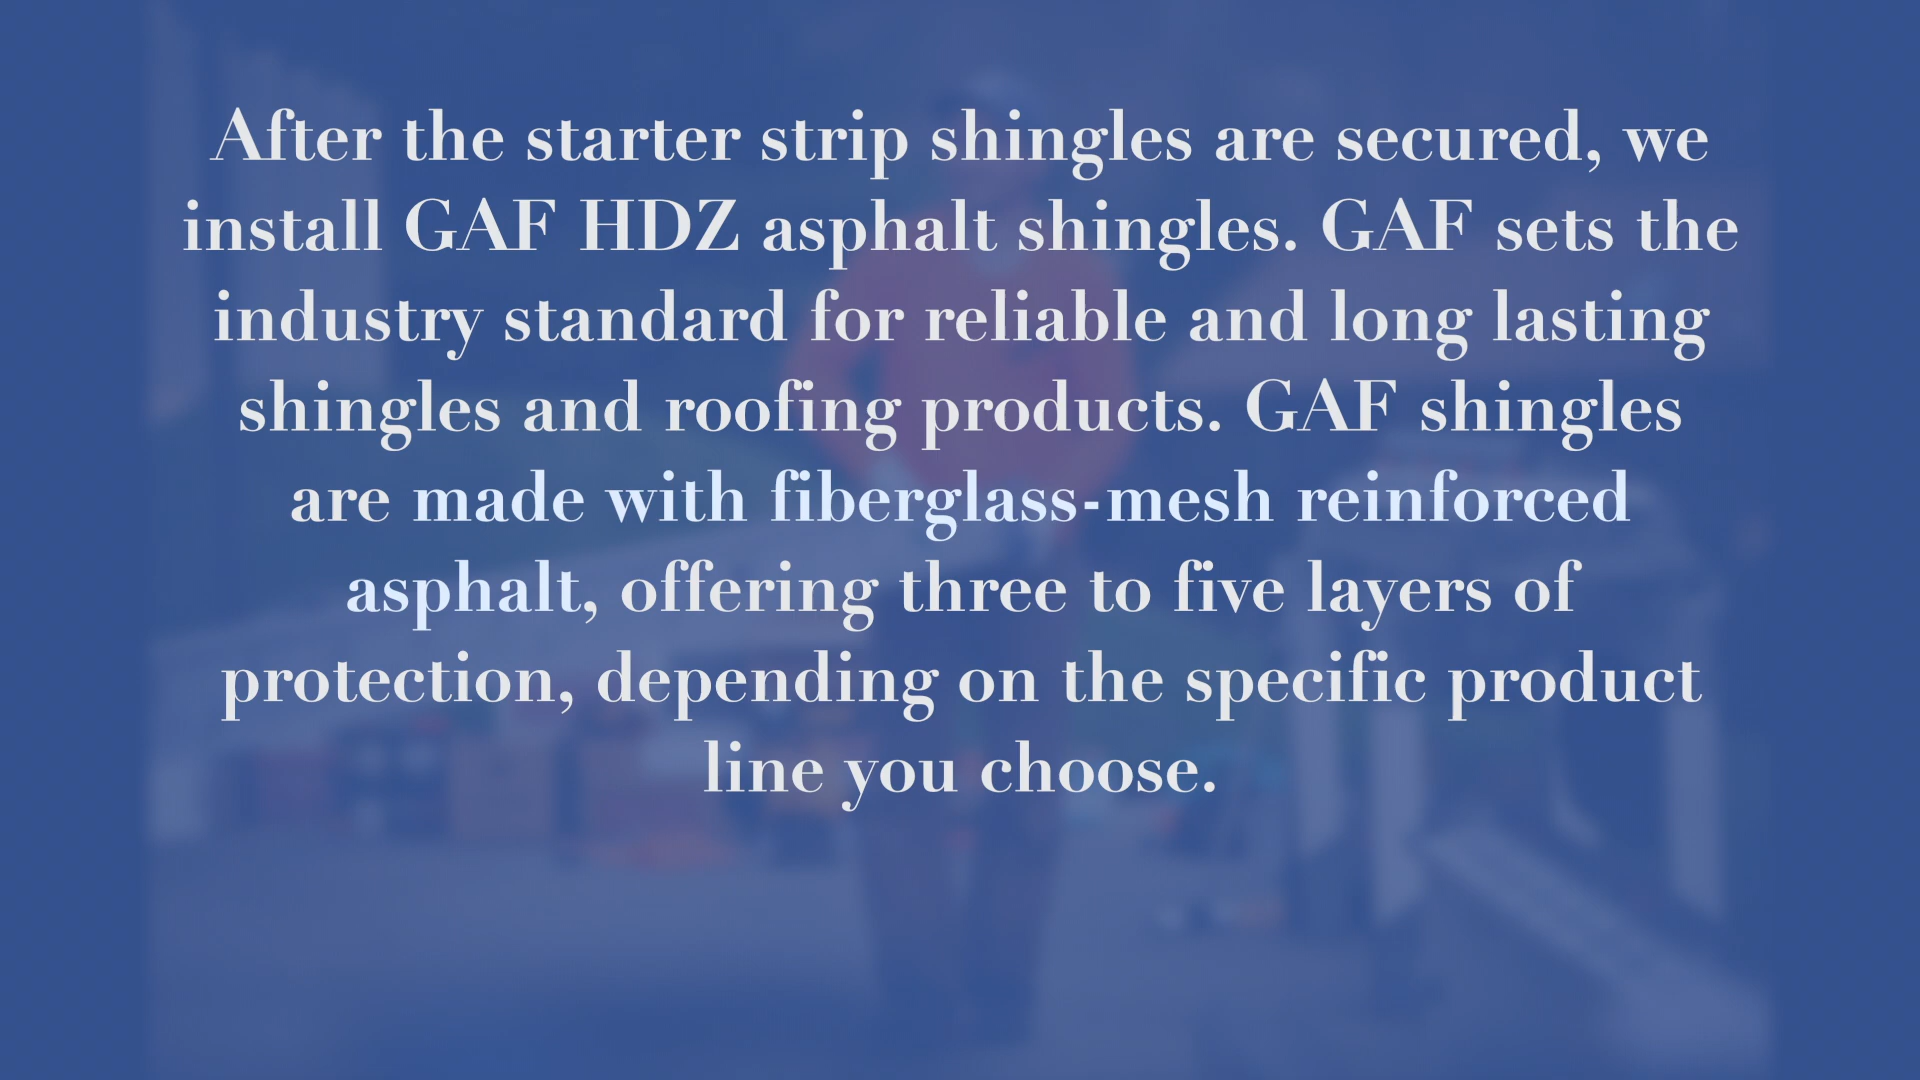 After the starter strip shingles are secured, we
install GAF HDZ asphalt shingles. GAF sets the
industry standard for reliable and long lasting
shingles and roofing products. GAF shingles
are made with fiberglass-mesh reinforced
asphalt, offering three to five layers of
protection, depending on the specific product
line you choose.